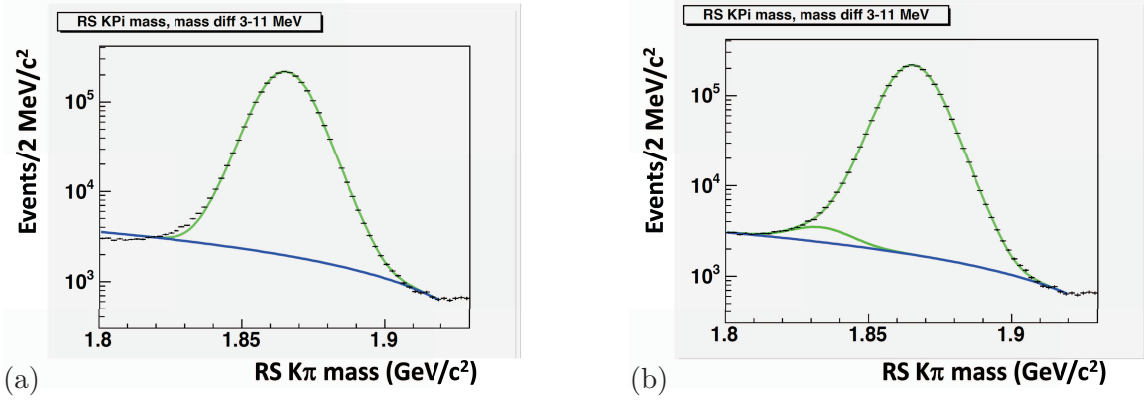 RS KPi mass, mass diff 3-11 MeV
Events/2 MeV/c²
10⁵
10⁴
10³
1.8 1.85 1.9
RS Kπ mass (GeV/c²)
(a)
RS KPi mass, mass diff 3-11 MeV
Events/2 MeV/c²
10⁵
10⁴
10³
1.8 1.85 1.9
RS Kπ mass (GeV/c²)
(b)